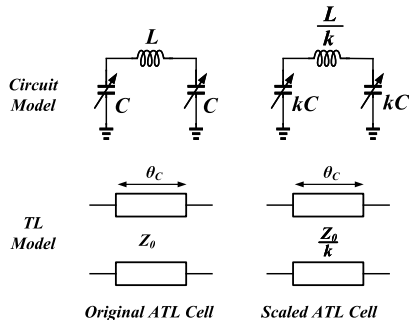 L
L
k
Circuit
Model
C
C
kC
kC
θC
θC
TL
Model
Z0
Z0
k
Original ATL Cell
Scaled ATL Cell